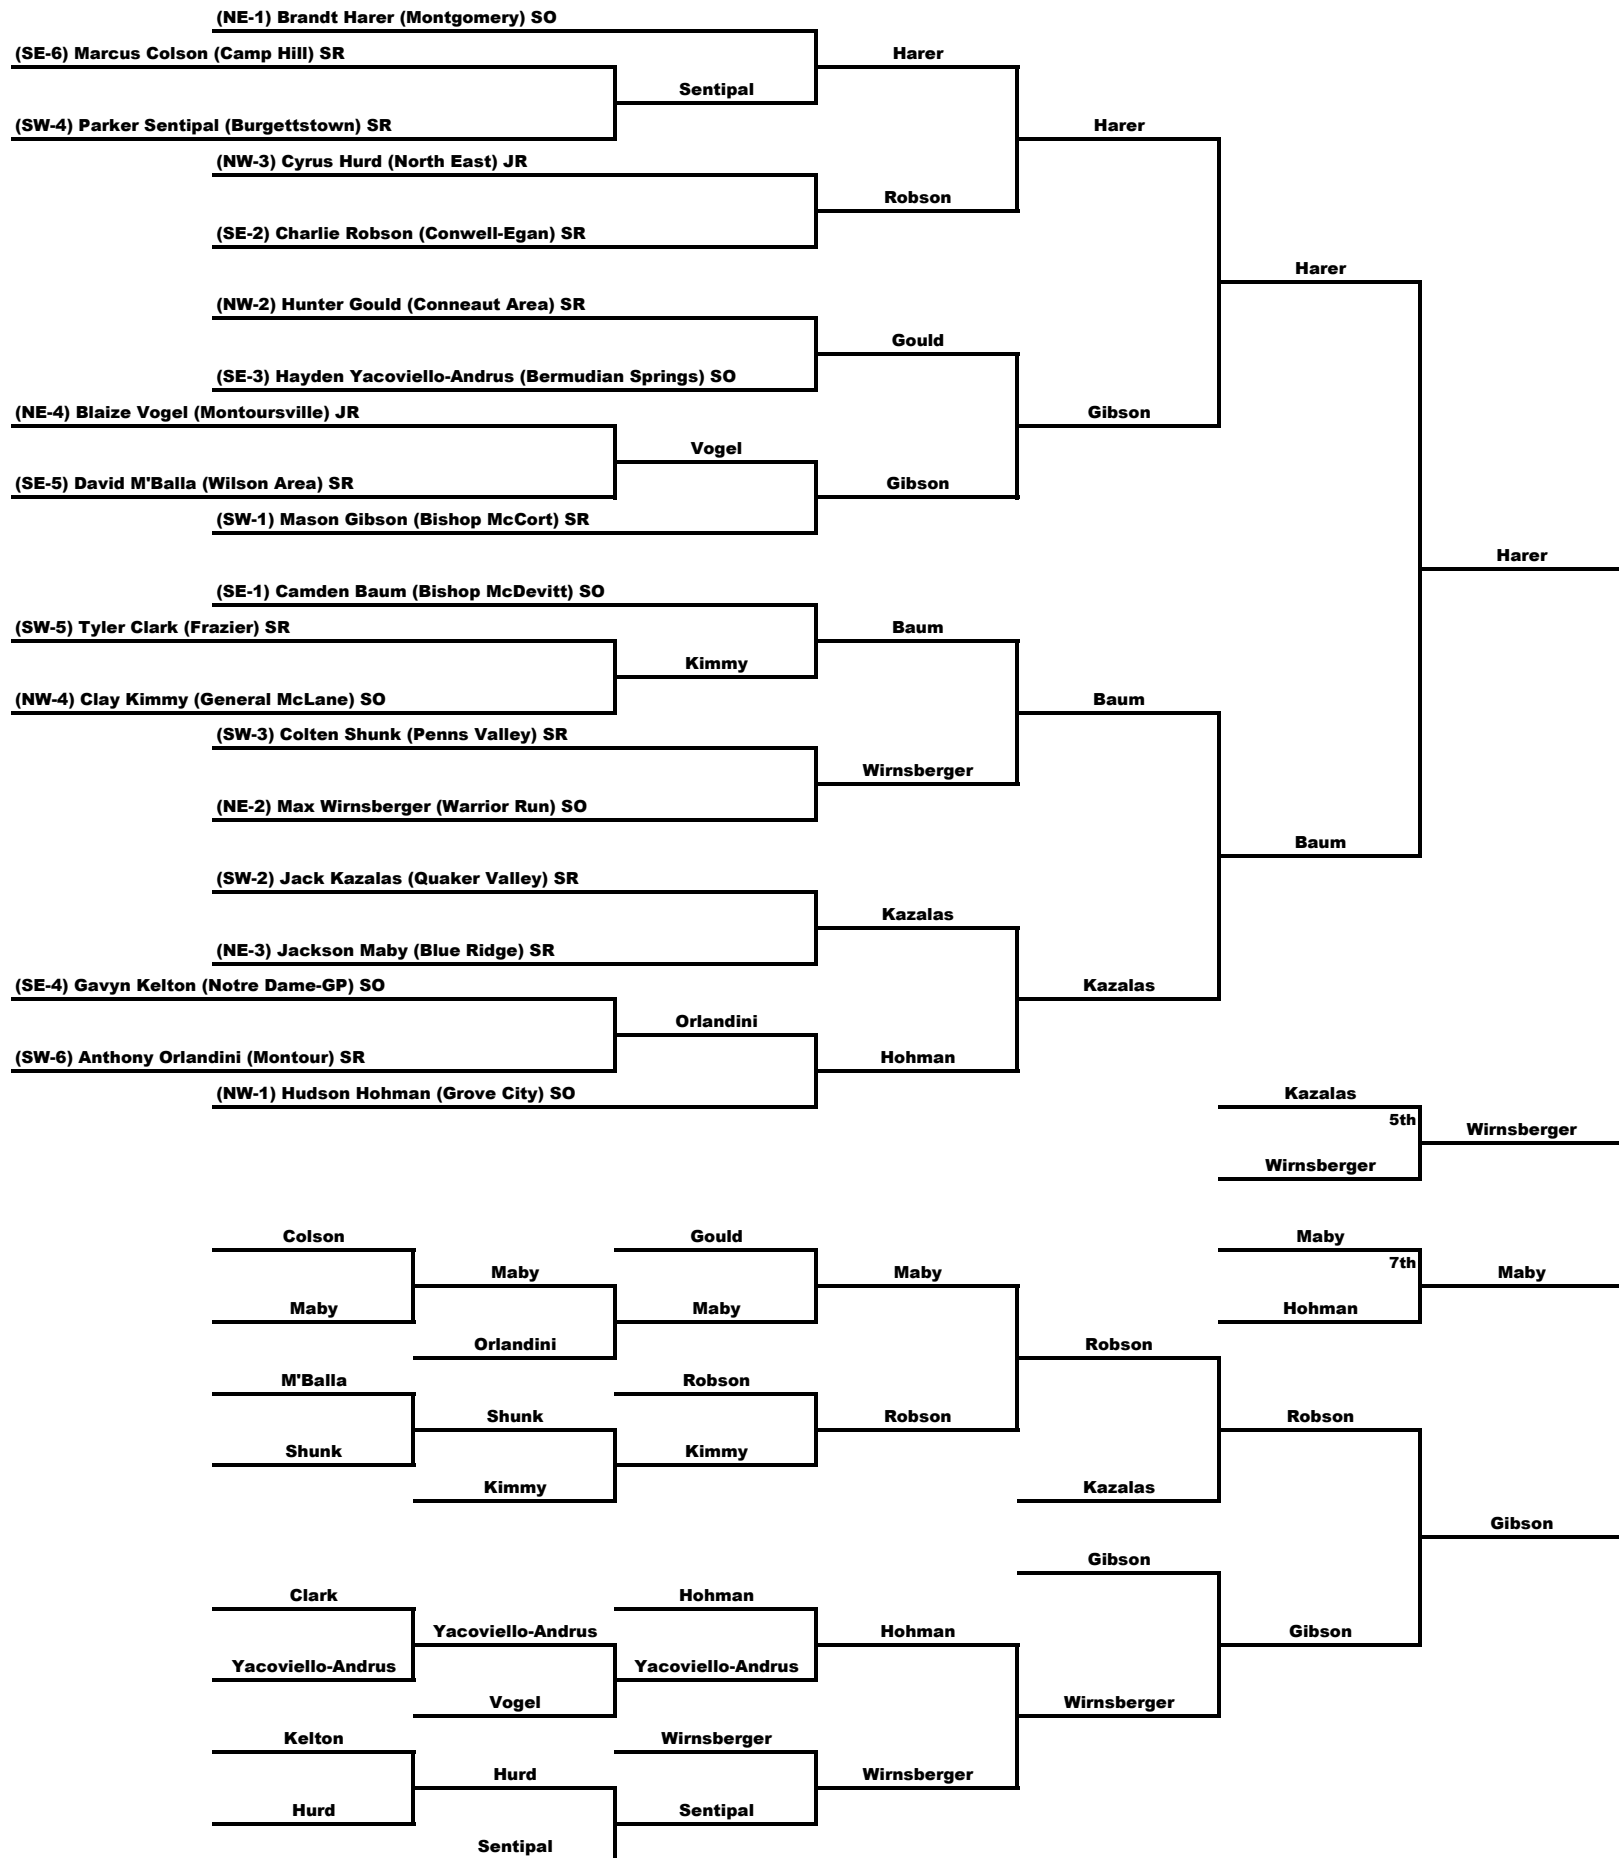 (NE-1) Brandt Harer (Montgomery) SO
(SE-6) Marcus Colson (Camp Hill) SR
Harer
Sentipal
(SW-4) Parker Sentipal (Burgettstown) SR
Harer
(NW-3) Cyrus Hurd (North East) JR
Robson
(SE-2) Charlie Robson (Conwell-Egan) SR
Harer
(NW-2) Hunter Gould (Conneaut Area) SR
Gould
(SE-3) Hayden Yacoviello-Andrus (Bermudian Springs) SO
(NE-4) Blaize Vogel (Montoursville) JR
Gibson
Vogel
(SE-5) David M'Balla (Wilson Area) SR
Gibson
(SW-1) Mason Gibson (Bishop McCort) SR
Harer
(SE-1) Camden Baum (Bishop McDevitt) SO
(SW-5) Tyler Clark (Frazier) SR
Baum
Kimmy
(NW-4) Clay Kimmy (General McLane) SO
Baum
(SW-3) Colten Shunk (Penns Valley) SR
Wirnsberger
(NE-2) Max Wirnsberger (Warrior Run) SO
Baum
(SW-2) Jack Kazalas (Quaker Valley) SR
Kazalas
(NE-3) Jackson Maby (Blue Ridge) SR
(SE-4) Gavyn Kelton (Notre Dame-GP) SO
Kazalas
Orlandini
(SW-6) Anthony Orlandini (Montour) SR
Hohman
(NW-1) Hudson Hohman (Grove City) SO
Kazalas
5th
Wirnsberger
Wirnsberger
Colson
Gould
Maby
7th
Maby
Maby
Maby
Maby
Maby
Hohman
Orlandini
Robson
M'Balla
Robson
Shunk
Robson
Robson
Shunk
Kimmy
Kimmy
Kazalas
Gibson
Gibson
Clark
Hohman
Yacoviello-Andrus
Hohman
Gibson
Yacoviello-Andrus
Yacoviello-Andrus
Vogel
Wirnsberger
Kelton
Wirnsberger
Hurd
Wirnsberger
Hurd
Sentipal
Sentipal